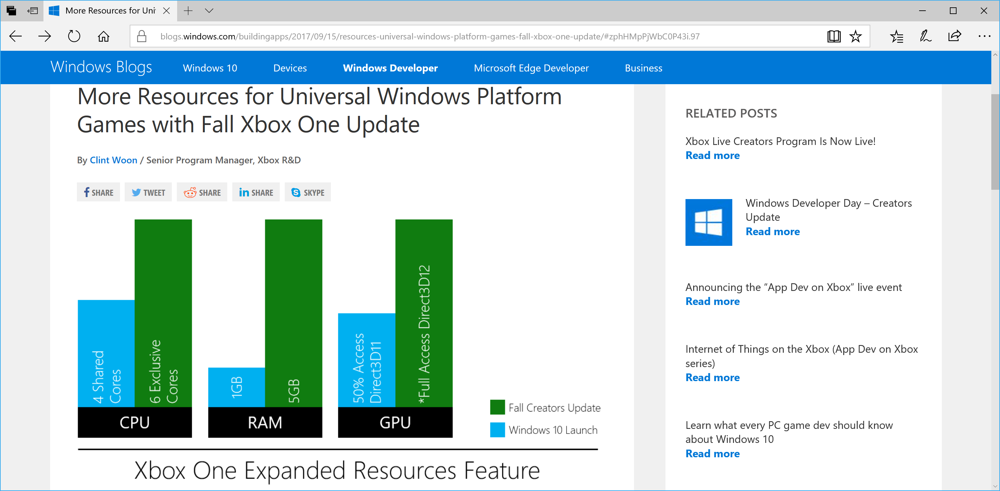 More Resources for Uni
blogs.windows.com/buildingapps/2017/09/15/resources-universal-windows-platform-games-fall-xbox-one-update/#zphHMpPjWbC0P43i.97
Windows Blogs
Windows 10
Devices
Windows Developer
Microsoft Edge Developer
Business
More Resources for Universal Windows Platform
Games with Fall Xbox One Update
By Clint Woon / Senior Program Manager, Xbox R&D
SHARE
TWEET
SHARE
in SHARE
SKYPE
4 Shared
Cores
6 Exclusive
Cores
CPU
1GB
5GB
RAM
50% Access
Direct3D11
*Full Access Direct3D12
GPU
Fall Creators Update
Windows 10 Launch
Xbox One Expanded Resources Feature
RELATED POSTS
Xbox Live Creators Program Is Now Live!
Read more
Windows Developer Day – Creators
Update
Read more
Announcing the “App Dev on Xbox” live event
Read more
Internet of Things on the Xbox (App Dev on Xbox
series)
Read more
Learn what every PC game dev should know
about Windows 10
Read more